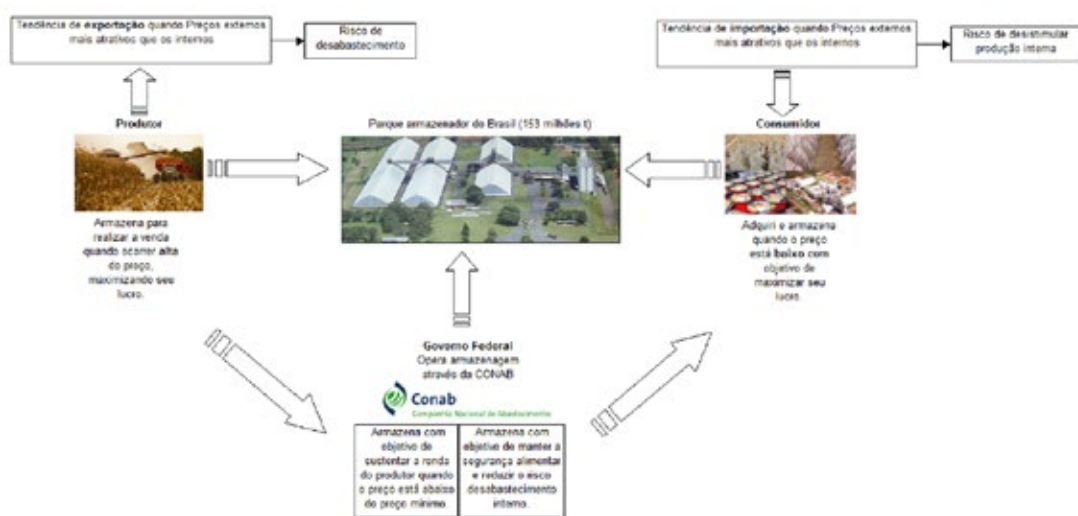 Tendência de exportação quando Preços externos
mais atrativos que os internos
Risco de
desabastecimento
Tendência de importação quando Preços externos
mais atrativos que os internos
Risco de desistimular
produção interna
Produtor
Parque armazenador do Brasil (153 milhões t)
Consumidor
Armazena para
realizar a venda
quando ocorrer alta
do preço,
maximizando seu
lucro.
Adquiri e armazena
quando o preço
está baixo com
objetivo de
maximizar seu
lucro.
Governo Federal
Opera armazenagem
através da CONAB
Conab
Companhia Nacional de Abastecimento
Armazena com
objetivo de
sustentar a renda
do produtor quando
o preço está abaixo
do preço mínimo.
Armazena com
objetivo de manter a
segurança alimentar
e reduzir o risco
desabastecimento
interno.